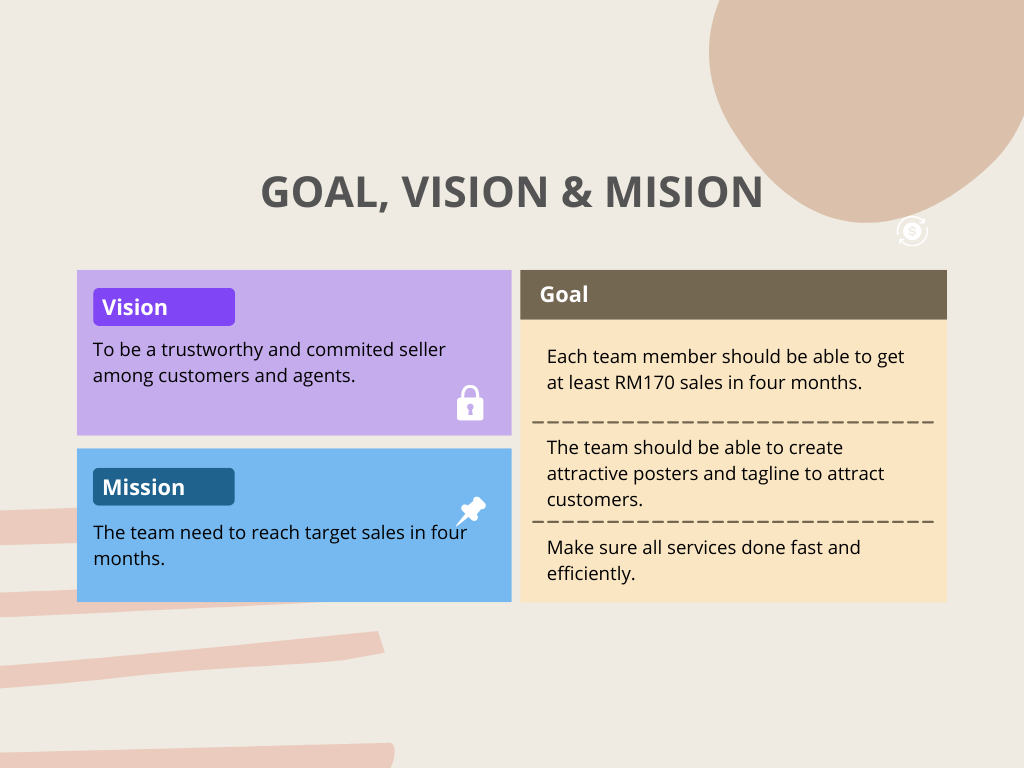 GOAL, VISION & MISION
Vision
To be a trustworthy and commited seller
among customers and agents.
Mission
The team need to reach target sales in four
months.
Goal
Each team member should be able to get
at least RM170 sales in four months.
The team should be able to create
attractive posters and tagline to attract
customers.
Make sure all services done fast and
efficiently.